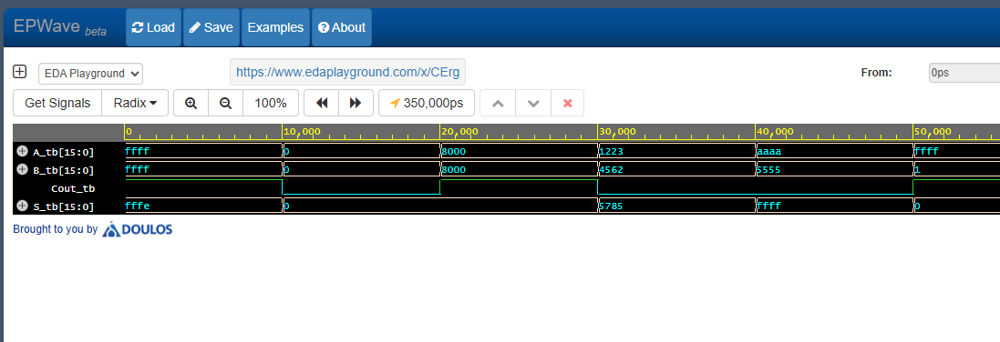 EPWave beta Load Save Examples About
EDA Playground https://www.edaplayground.com/x/CErg From: 0ps
Get Signals Radix 100% 350,000ps
0 10,000 20,000 30,000 40,000 50,000
A_tb[15:0] ffff 0 8000 1223 aaaa ffff
B_tb[15:0] ffff 0 8000 4562 5555 1
Cout_tb
S_tb[15:0] fffe 0 5785 ffff 0
Brought to you by DOULOS